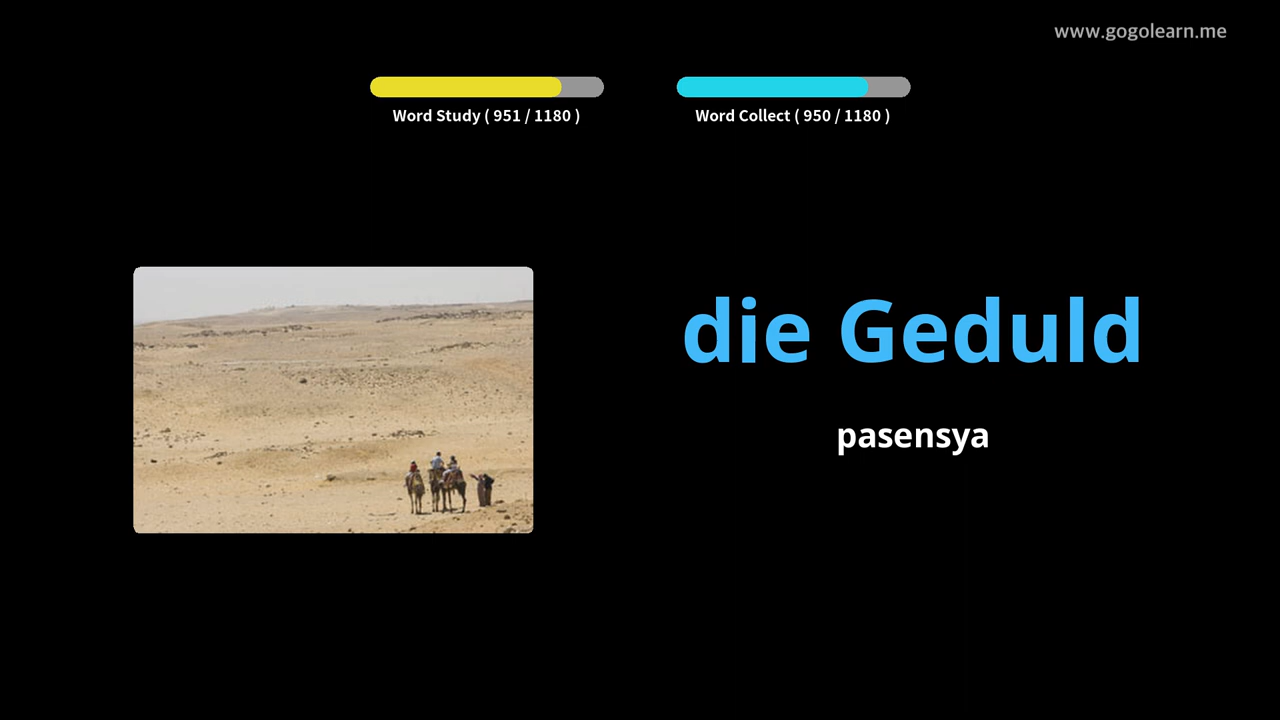 www.gogolearn.me
Word Study ( 951 / 1180 )
Word Collect ( 950 / 1180 )
die Geduld
pasensya